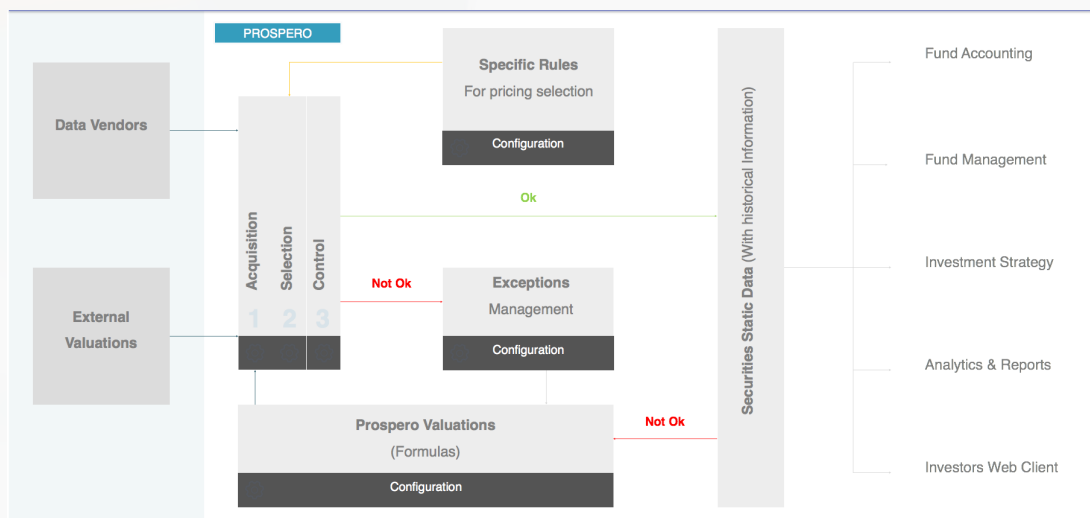 PROSPERO
Data Vendors
External
Valuations
Acquisition
Selection
Control
1
2
3
Specific Rules
For pricing selection
Configuration
Ok
Not Ok
Exceptions
Management
Configuration
Prospero Valuations
(Formulas)
Configuration
Not Ok
Securities Static Data (With historical Information)
Fund Accounting
Fund Management
Investment Strategy
Analytics & Reports
Investors Web Client